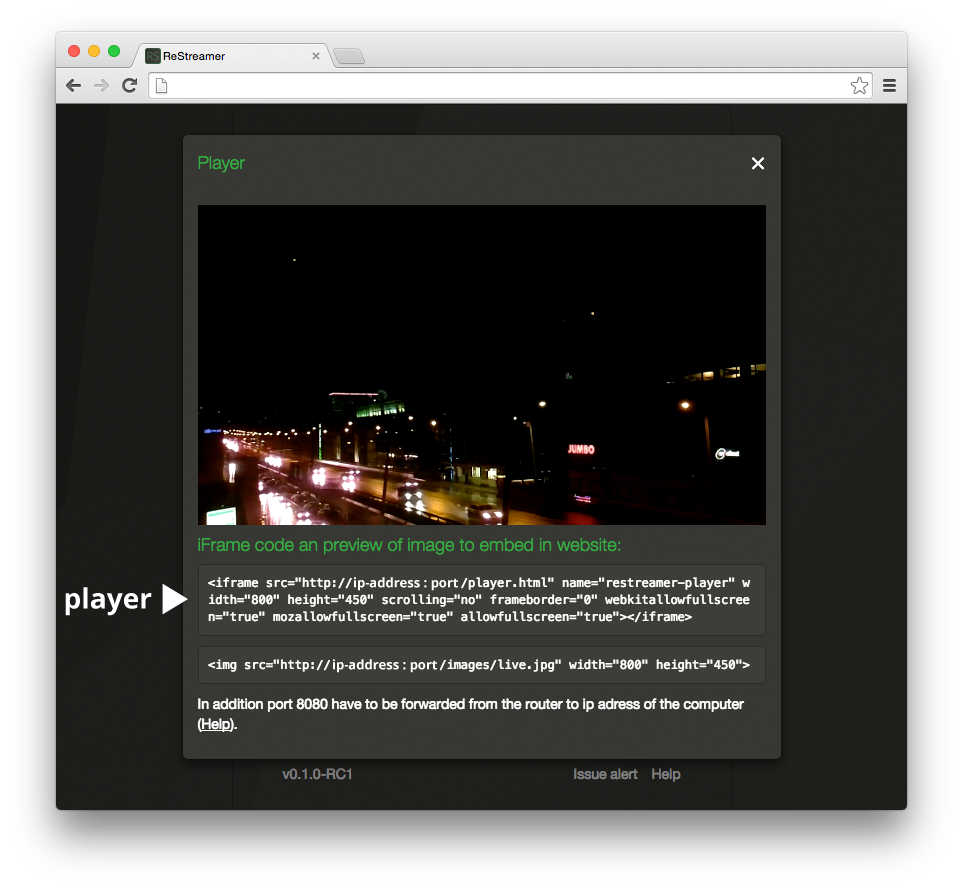 RS ReStreamer
Player
JUMBO
iFrame code an preview of image to embed in website:
<iframe src="http://ip-address:port/player.html" name="restreamer-player" w
idth="800" height="450" scrolling="no" frameborder="0" webkitallowfullscree
n="true" mozallowfullscreen="true" allowfullscreen="true"></iframe>
player
<img src="http://ip-address:port/images/live.jpg" width="800" height="450">
In addition port 8080 have to be forwarded from the router to ip adress of the computer
(Help).
v0.1.0-RC1 Issue alert Help